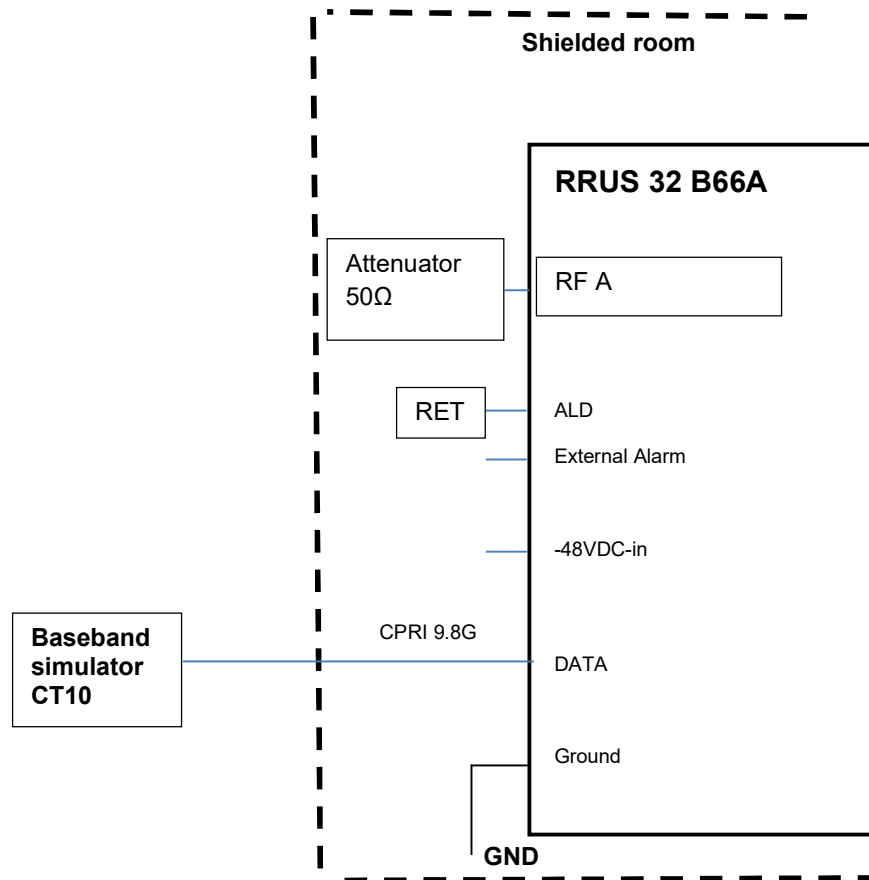 Shielded room
RRUS 32 B66A
Attenuator
50Ω
RF A
RET
ALD
External Alarm
-48VDC-in
CPRI 9.8G
Baseband
simulator
CT10
DATA
Ground
GND